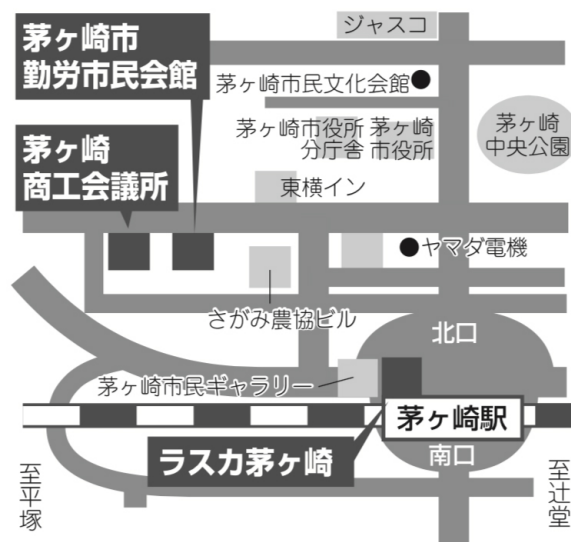 ジャスコ
茅ヶ崎市
勤労市民会館
茅ヶ崎市民文化会館
茅ヶ崎市役所
分庁舎
茅ヶ崎
市役所
茅ヶ崎
中央公園
茅ヶ崎
商工会議所
東横イン
ヤマダ電機
さがみ農協ビル
北口
茅ヶ崎市民ギャラリー
茅ヶ崎駅
ラスカ茅ヶ崎
南口
至平塚
至辻堂